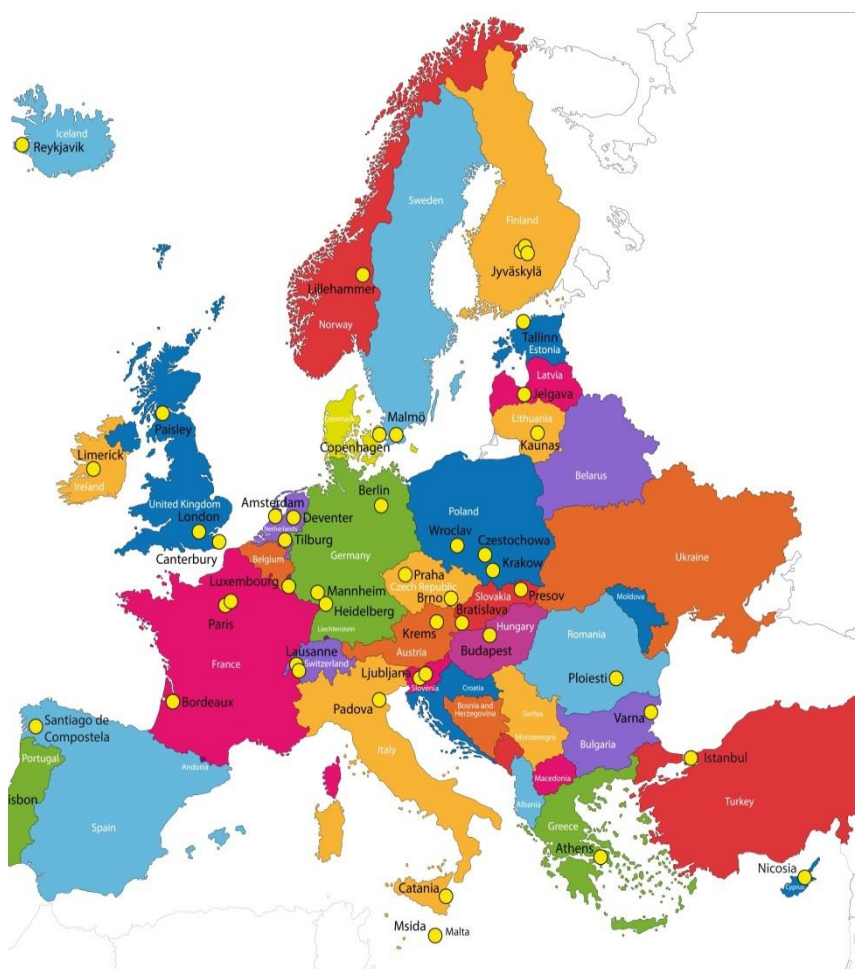 Iceland
Reykjavik
Sweden
Finland
Jyväskylä
Lillehammer
Norway
Tallinn
Estonia
Latvia
Jelgava
Lithuania
Kaunas
Denmark
Malmö
Copenhagen
Paisley
Limerick
Ireland
United Kingdom
London
Canterbury
Amsterdam
Deventer
Netherlands
Tilburg
Belgium
Berlin
Germany
Poland
Wroclav
Czestochowa
Krakow
Belarus
Ukraine
Luxembourg
Mannheim
Heidelberg
Praha
Czech Republic
Brno
Slovakia
Presov
Bratislava
Paris
Liechtenstein
Krems
Austria
Hungary
Budapest
Moldova
Romania
Ploiesti
France
Lausanne
Switzerland
Ljubljana
Slovenia
Croatia
Bordeaux
Padova
Bosnia and
Herzegovina
Serbia
Montenegro
Varna
Bulgaria
Santiago de
Compostela
Portugal
isbon
Spain
Andorra
Italy
Macedonia
Albania
Istanbul
Turkey
Greece
Athens
Catania
Msida
Malta
Nicosia
Cyprus